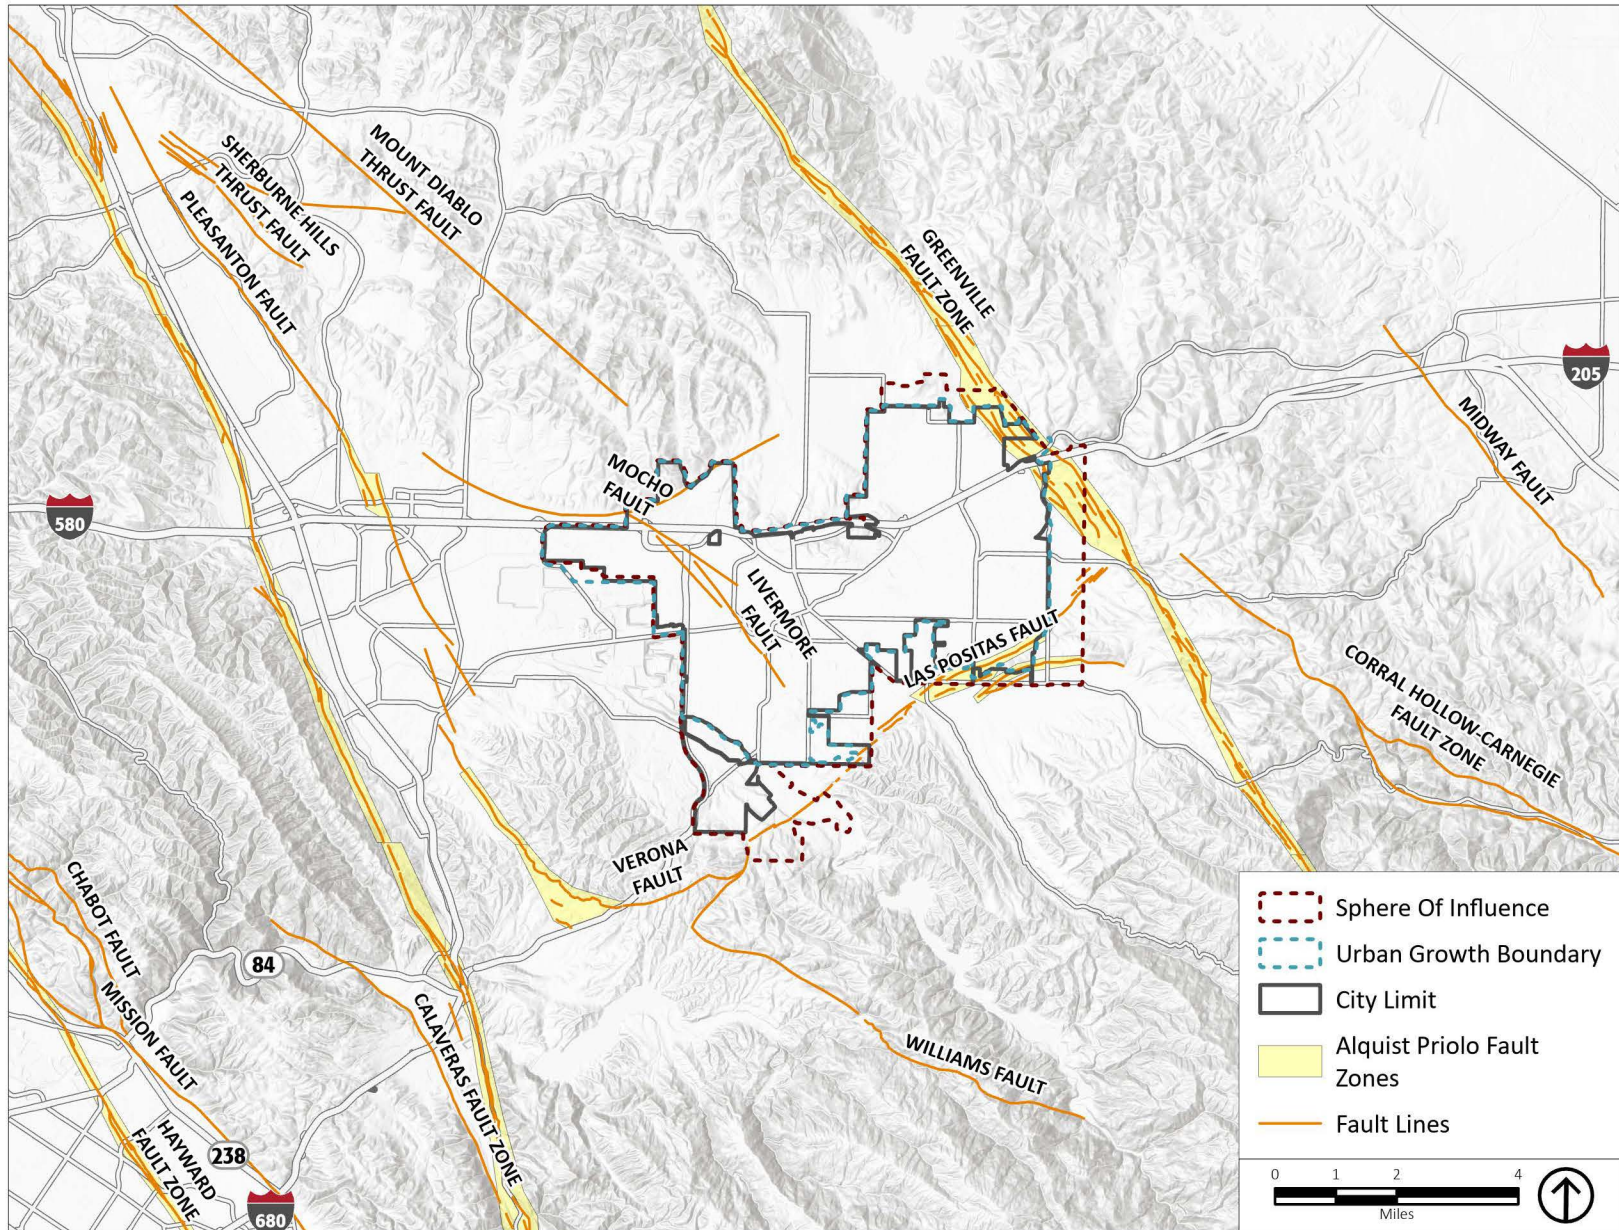 MOUNT DIABLO
THRUST FAULT
SHERBURNE HILLS
THRUST FAULT
PLEASANTON FAULT
GREENVILLE
FAULT ZONE
205
MIDWAY FAULT
MOCHO
FAULT
580
LIVERMORE
FAULT
LAS POSITAS FAULT
CORRAL HOLLOW-CARNEGIE
FAULT ZONE
VERONA
FAULT
CHABOT FAULT
MISSION FAULT
84
CALAVERAS FAULT ZONE
WILLIAMS FAULT
HAYWARD
FAULT ZONE
238
680
Sphere Of Influence
Urban Growth Boundary
City Limit
Alquist Priolo Fault
Zones
Fault Lines
0 1 2 4
Miles